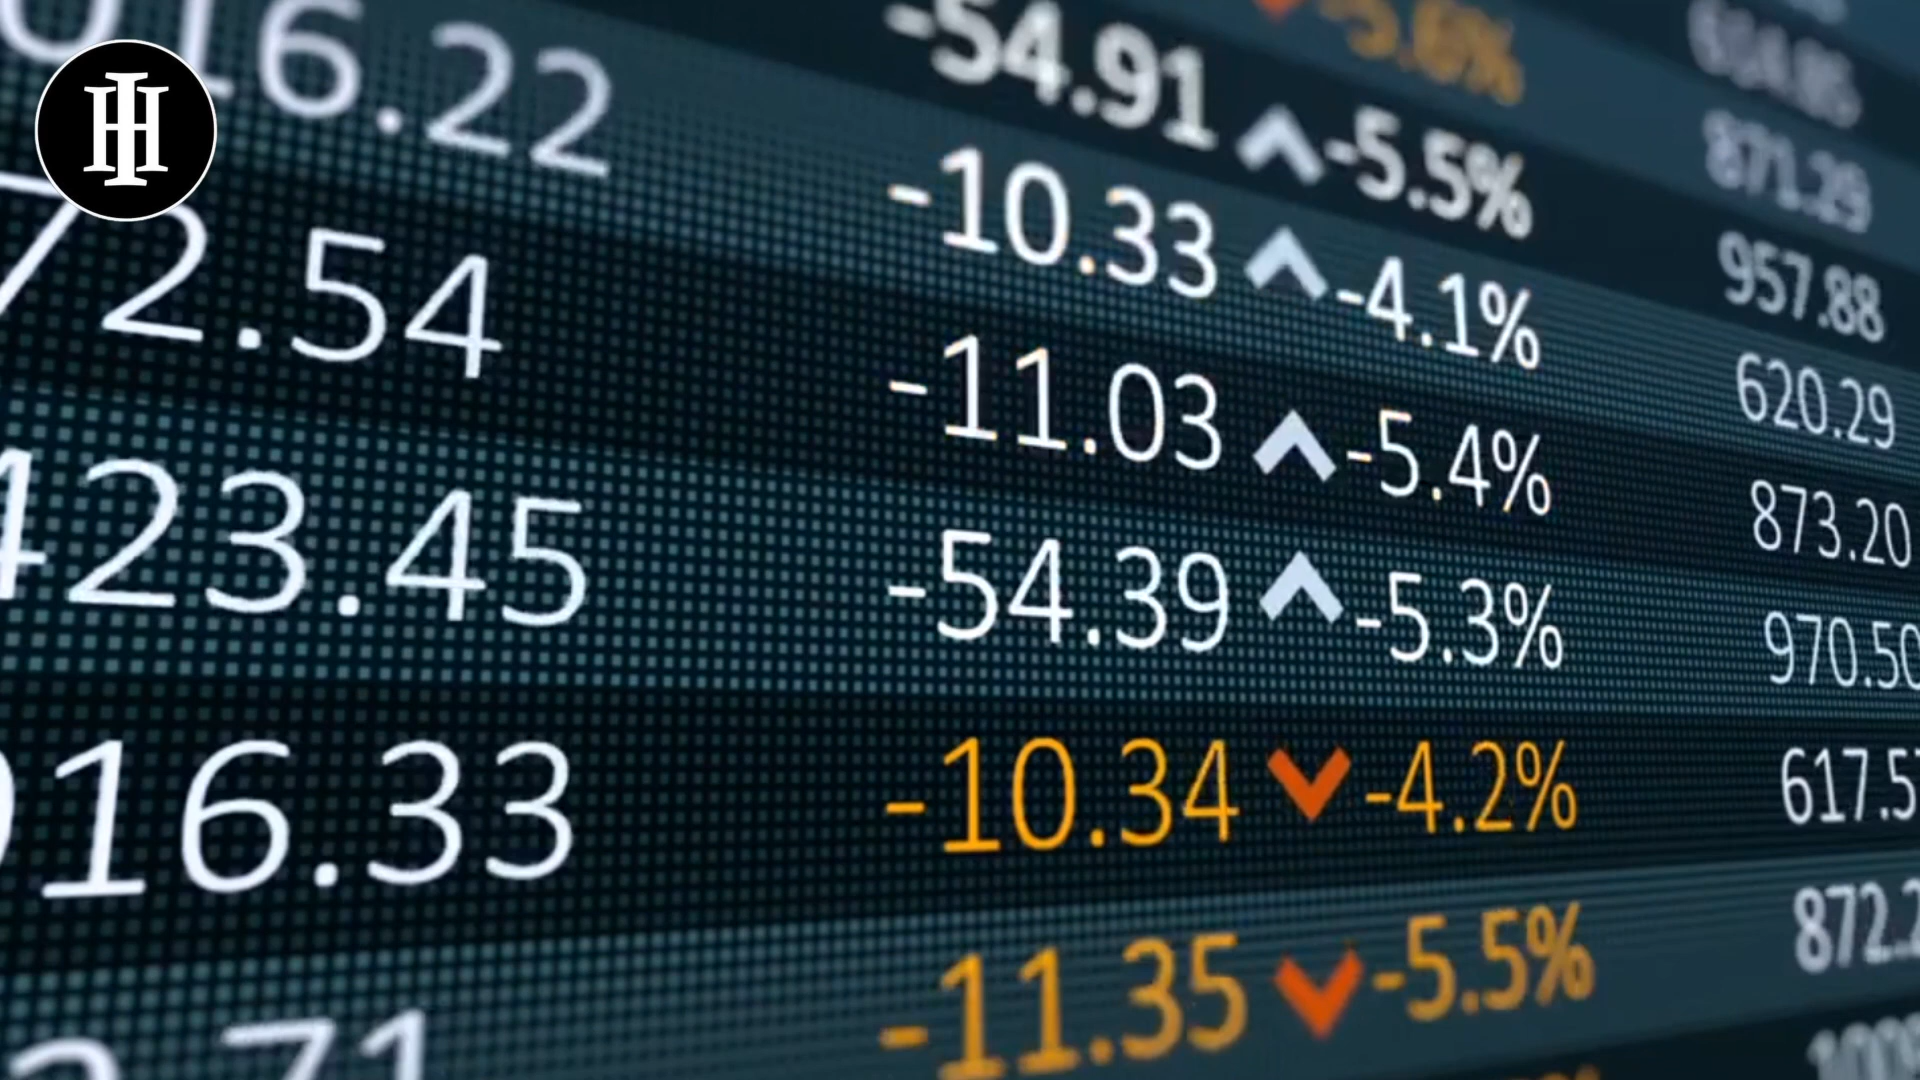 016.22 -54.91 -5.5% 871.29
72.54 -10.33 -4.1% 957.88
423.45 -11.03 -5.4% 620.29
-54.39 -5.3% 873.20
970.50
016.33 -10.34 -4.2% 617.5
-11.35 -5.5% 872.2
.71
IH